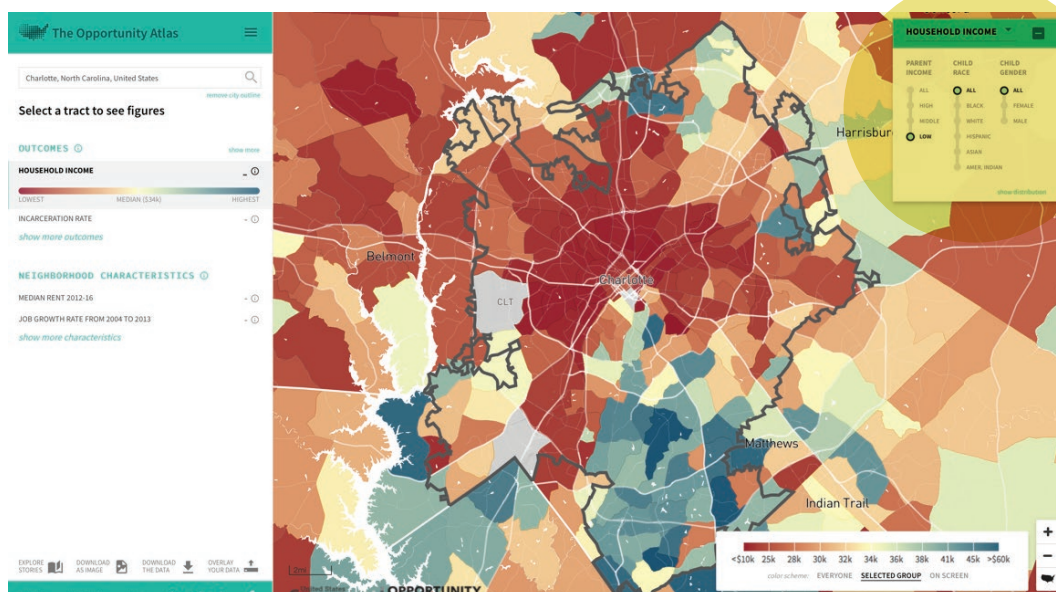 The Opportunity Atlas
Charlotte, North Carolina, United States
remove city outline
Select a tract to see figures
OUTCOMES
show more
HOUSEHOLD INCOME -
LOWEST MEDIAN ($34k) HIGHEST
INCARCERATION RATE -
show more outcomes
NEIGHBORHOOD CHARACTERISTICS
MEDIAN RENT 2012-16 -
JOB GROWTH RATE FROM 2004 TO 2013 -
show more characteristics
EXPLORE STORIES
DOWNLOAD AS IMAGE
DOWNLOAD THE DATA
OVERLAY YOUR DATA
Harrisburg
Belmont
CLT
Charlotte
Matthews
Indian Trail
2mi
United States
OPPORTUNITY
HOUSEHOLD INCOME
PARENT INCOME
ALL
HIGH
MIDDLE
LOW
CHILD RACE
ALL
BLACK
WHITE
HISPANIC
ASIAN
AMER. INDIAN
CHILD GENDER
ALL
FEMALE
MALE
show distribution
<$10k 25k 28k 30k 32k 34k 36k 38k 41k 45k >$60k
color scheme: EVERYONE SELECTED GROUP ON SCREEN
+
−